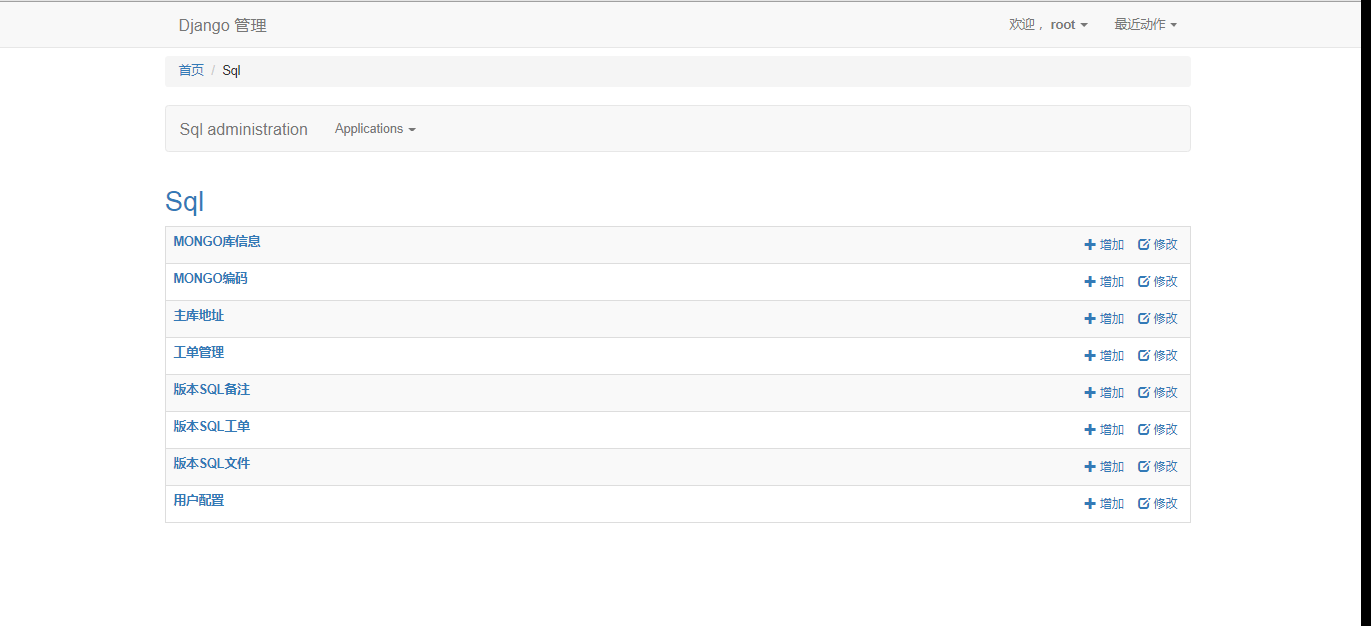 Django 管理 欢迎， root 最近动作
首页 / Sql
Sql administration Applications
Sql
MONGO库信息 增加 修改
MONGO编码 增加 修改
主库地址 增加 修改
工单管理 增加 修改
版本SQL备注 增加 修改
版本SQL工单 增加 修改
版本SQL文件 增加 修改
用户配置 增加 修改